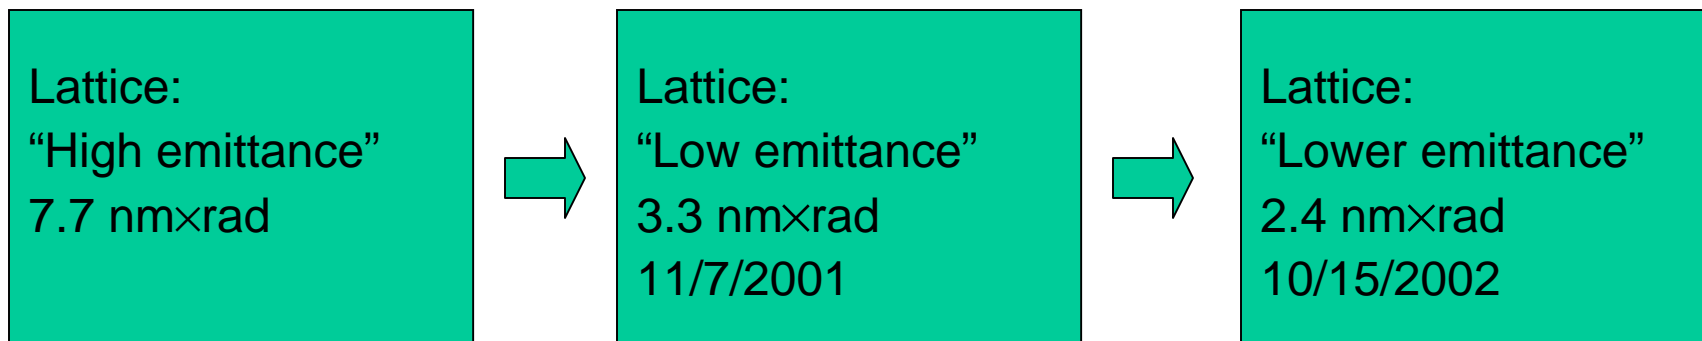 Lattice:
“High emittance”
7.7 nm×rad
Lattice:
“Low emittance”
3.3 nm×rad
11/7/2001
Lattice:
“Lower emittance”
2.4 nm×rad
10/15/2002